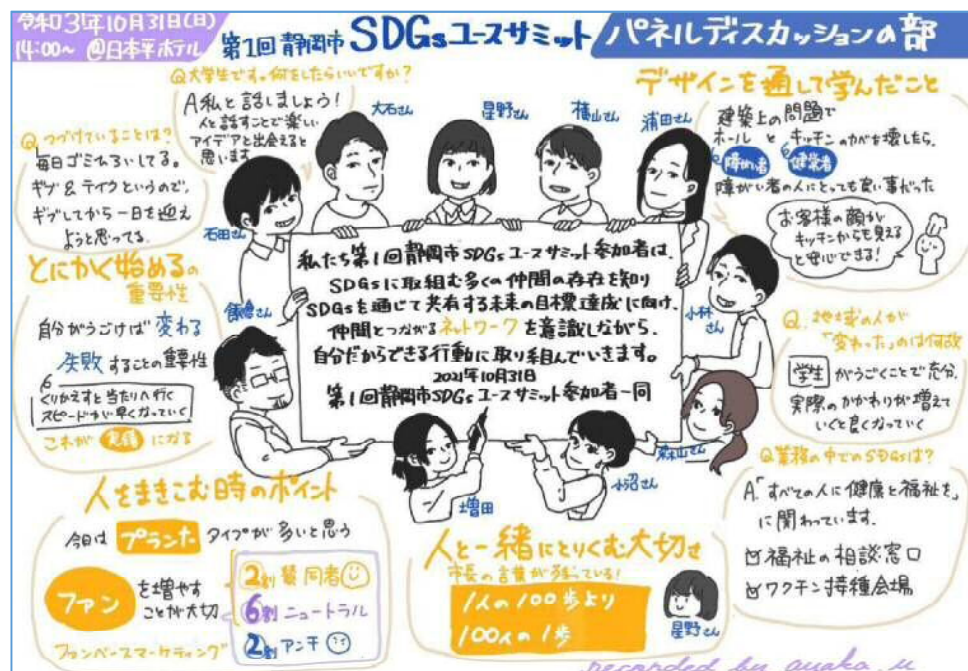 令和3年10月31日(日)
14:00~ @日本平ホテル
第1回 静岡市 SDGsユースサミット パネルディスカッションの部
Q大学生です。何をしたらいいですか?
A私と話しましょう!
人と話すことで楽しい
アイデアと出会えると
思います
Q つづけていることは?
毎日ゴミひろいしてる。
ギブ&テイクというので、
ギブしてから一日を迎え
ようと思ってる。
石田さん
大石さん
星野さん
横山さん
浦田さん
デザインを通して学んだこと
建築上の問題で
ホール と キッチンのかべを壊したら、
障がい者 健常者
障がい者の人にとっても良い事だった
お客様の顔が
キッチンからも見える
と安心できる!
とにかく始めるの
重要性
自分がうごけば 変わる
失敗することの重要性
くりかえすと当たりへ行く
スピードが早くなっていく
これが 実績 になる
飯倉さん
私たち第1回静岡市SDGsユースサミット参加者は、
SDGsに取組む多くの仲間の存在を知り
SDGsを通じて共有する未来の目標達成に向け、
仲間とつながるネットワークを意識しながら、
自分だからできる行動に取り組んでいきます。
2021年10月31日
第1回静岡市SDGsユースサミット参加者一同
小林さん
森山さん
小沼さん
増田
Q. 地域の人が
「変わった」のは何故
学生 がうごくことで充分。
実際のかかわりが増えて
いくと良くなっていく
Q業務の中でのSDGsは?
A.「すべての人に健康と福祉を」
に関わっています.
福祉の相談窓口
ワクチン接種会場
人をまきこむ時のポイント
今日は プランナー タイプが多いと思う
ファン を増やす
ことが大切
ファンベースマーケティング
2割 賛同者
6割 ニュートラル
2割 アンチ
人と一緒にとりくむ大切さ
市長の言葉が残っている!
1人の100歩より
100人の1歩
星野さん
recorded by ayaka.u